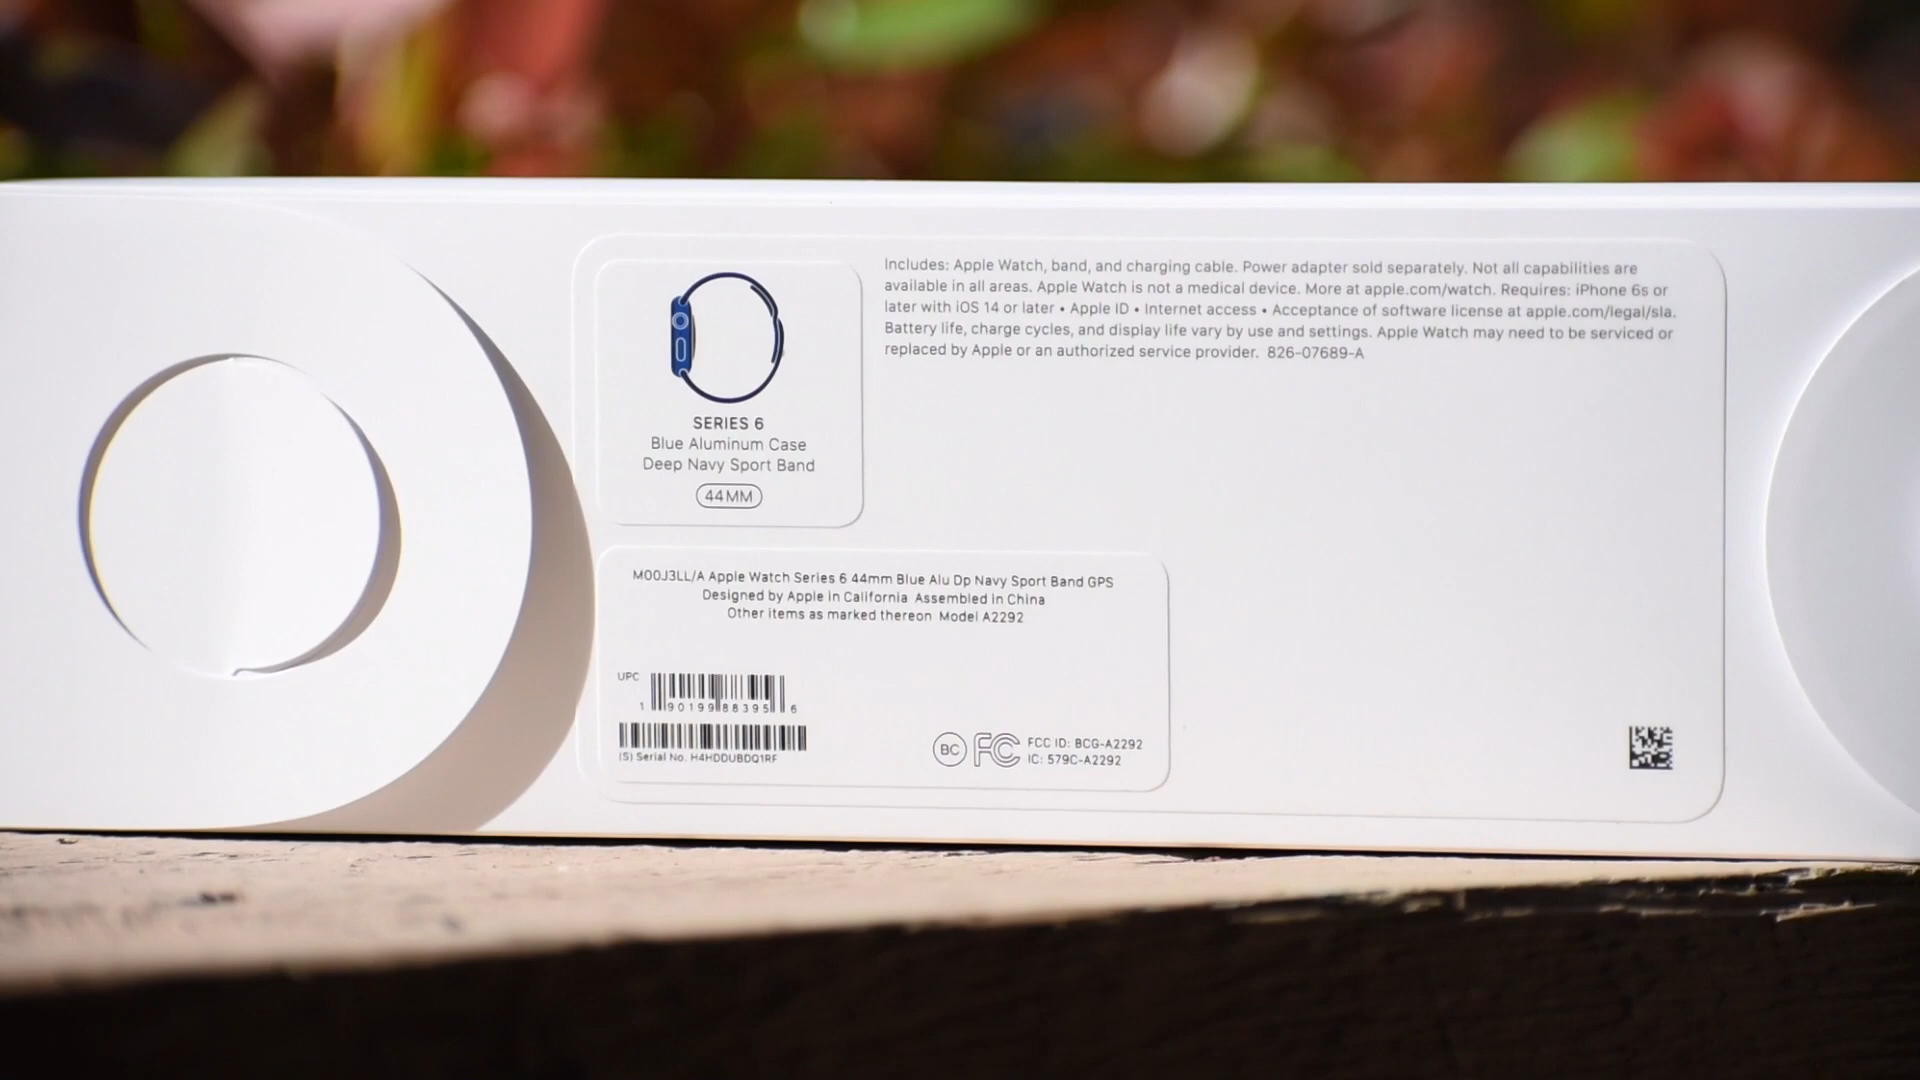 SERIES 6
Blue Aluminum Case
Deep Navy Sport Band
44MM
Includes: Apple Watch, band, and charging cable. Power adapter sold separately. Not all capabilities are
available in all areas. Apple Watch is not a medical device. More at apple.com/watch. Requires: iPhone 6s or
later with iOS 14 or later • Apple ID • Internet access • Acceptance of software license at apple.com/legal/sla.
Battery life, charge cycles, and display life vary by use and settings. Apple Watch may need to be serviced or
replaced by Apple or an authorized service provider. 826-07689-A
M00J3LL/A Apple Watch Series 6 44mm Blue Alu Dp Navy Sport Band GPS
Designed by Apple in California Assembled in China
Other items as marked thereon Model A2292
UPC
1 90199 88395 6
(S) Serial No. H4HDDUBDQ1RF
BC FC FCC ID: BCG-A2292
IC: 579C-A2292